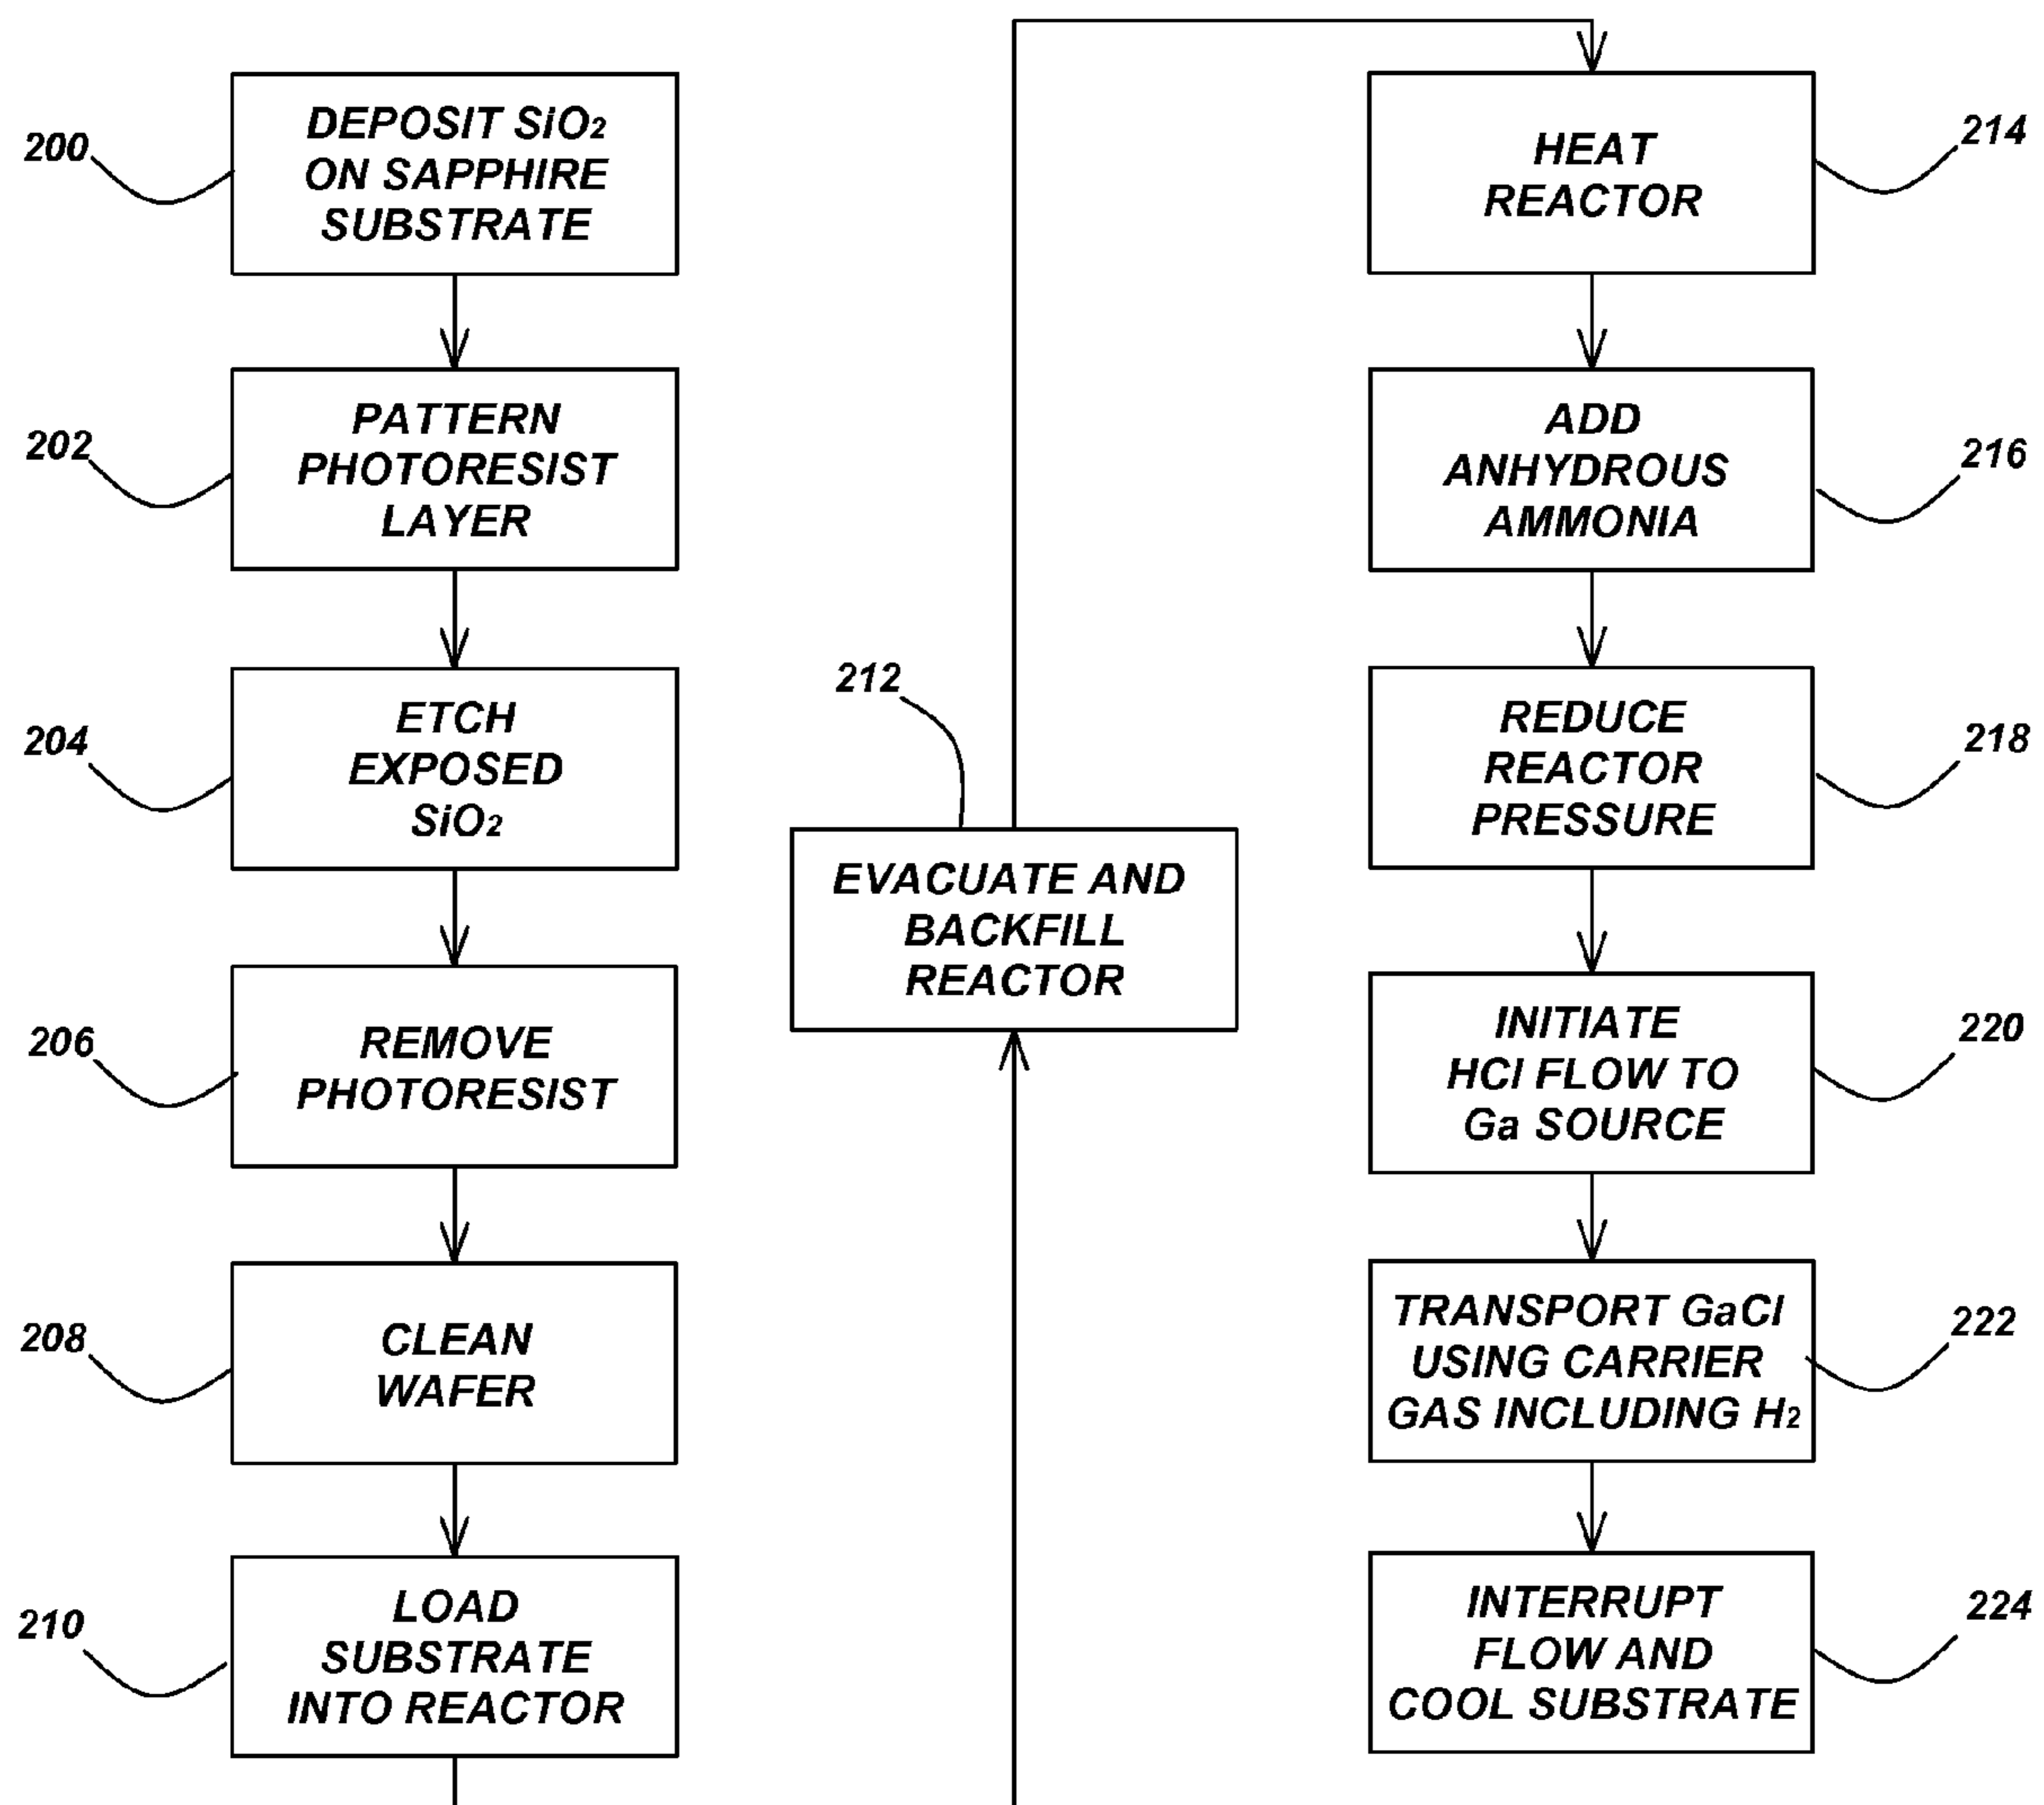 200
DEPOSIT SiO₂
ON SAPPHIRE
SUBSTRATE
202
PATTERN
PHOTORESIST
LAYER
204
ETCH
EXPOSED
SiO₂
206
REMOVE
PHOTORESIST
208
CLEAN
WAFER
210
LOAD
SUBSTRATE
INTO REACTOR
212
EVACUATE AND
BACKFILL
REACTOR
HEAT
REACTOR
214
ADD
ANHYDROUS
AMMONIA
216
REDUCE
REACTOR
PRESSURE
218
INITIATE
HCl FLOW TO
Ga SOURCE
220
TRANSPORT GaCl
USING CARRIER
GAS INCLUDING H₂
222
INTERRUPT
FLOW AND
COOL SUBSTRATE
224